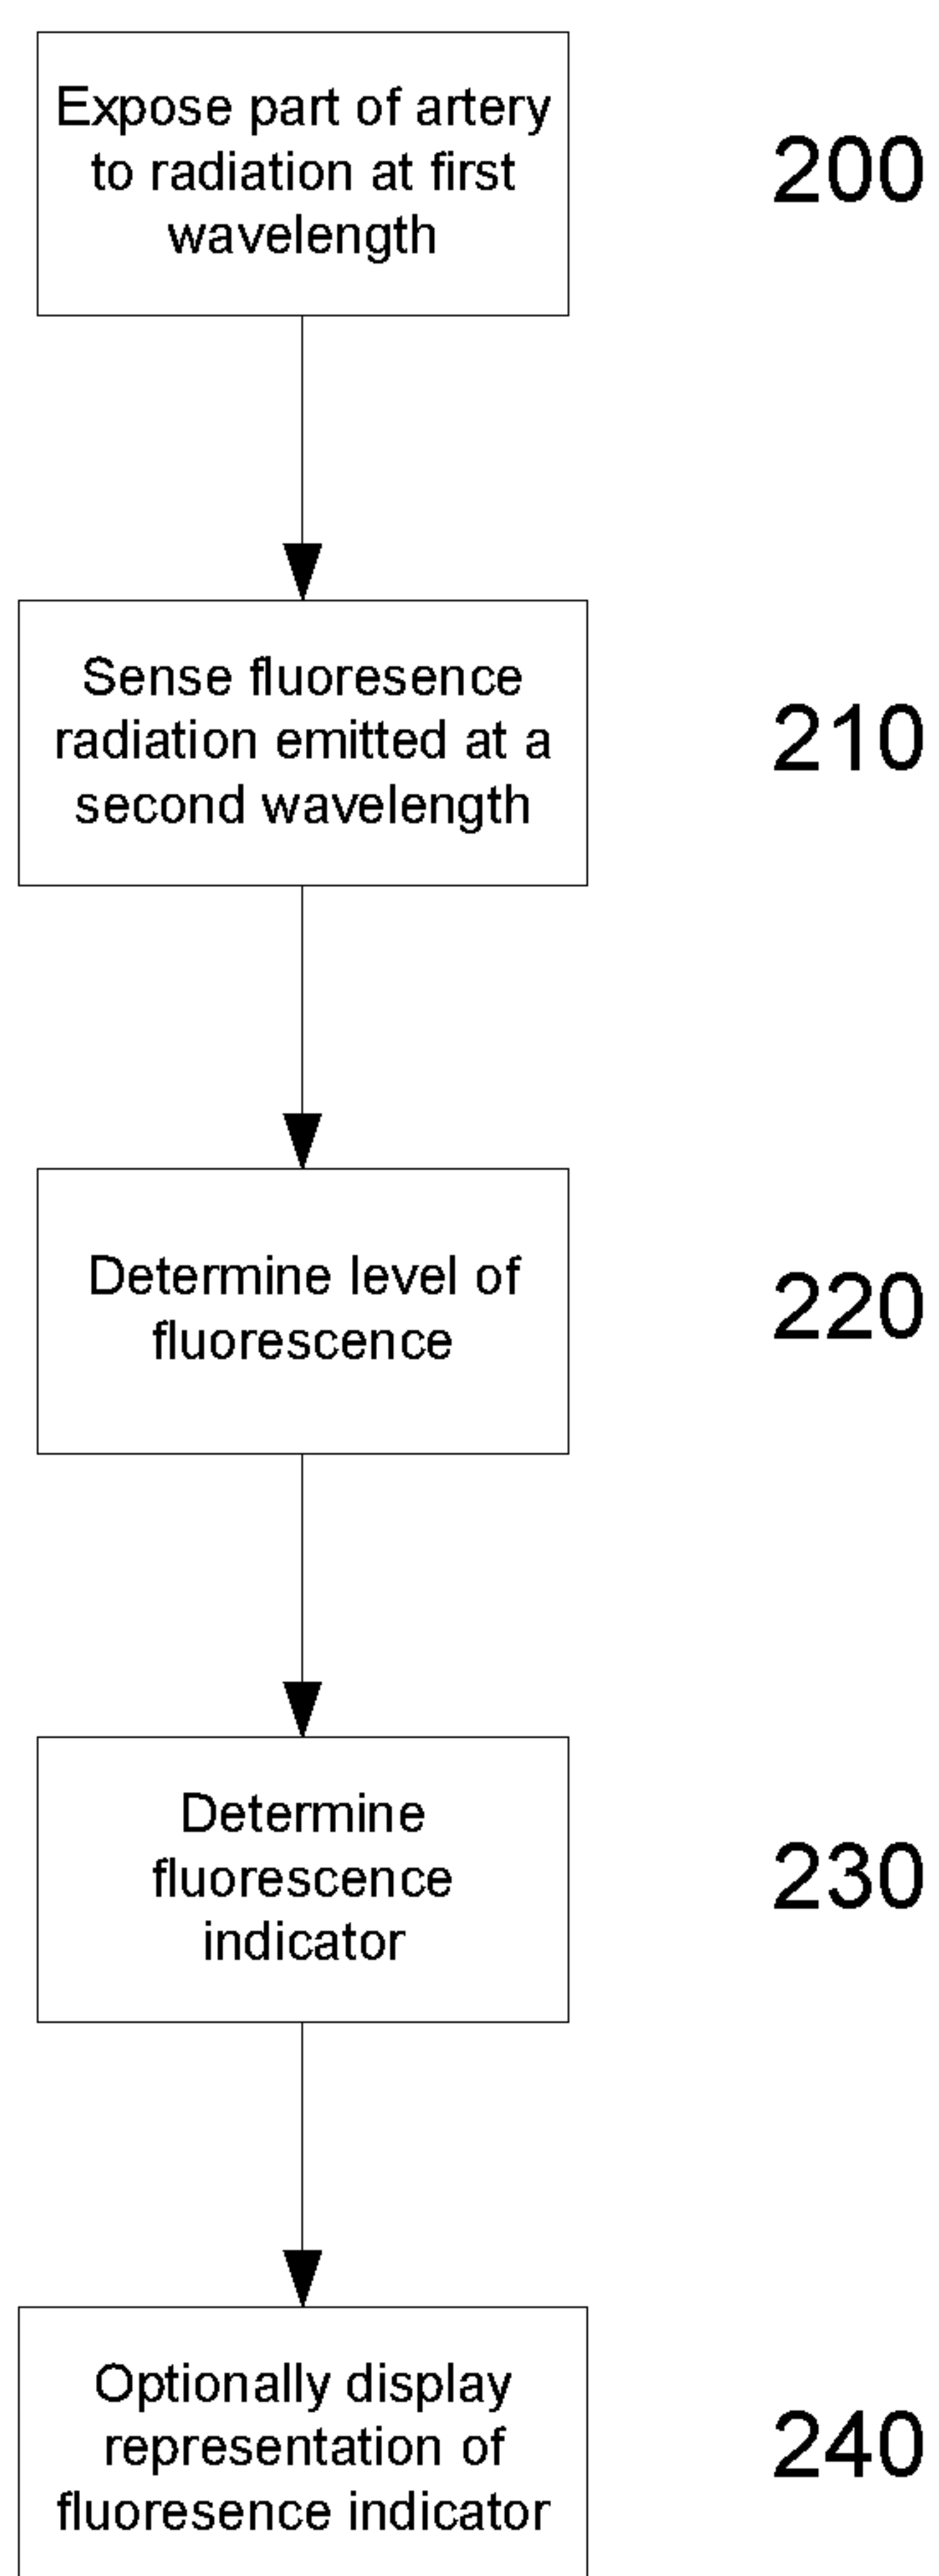 Expose part of artery
to radiation at first
wavelength
200
Sense fluoresence
radiation emitted at a
second wavelength
210
Determine level of
fluorescence
220
Determine
fluorescence
indicator
230
Optionally display
representation of
fluoresence indicator
240